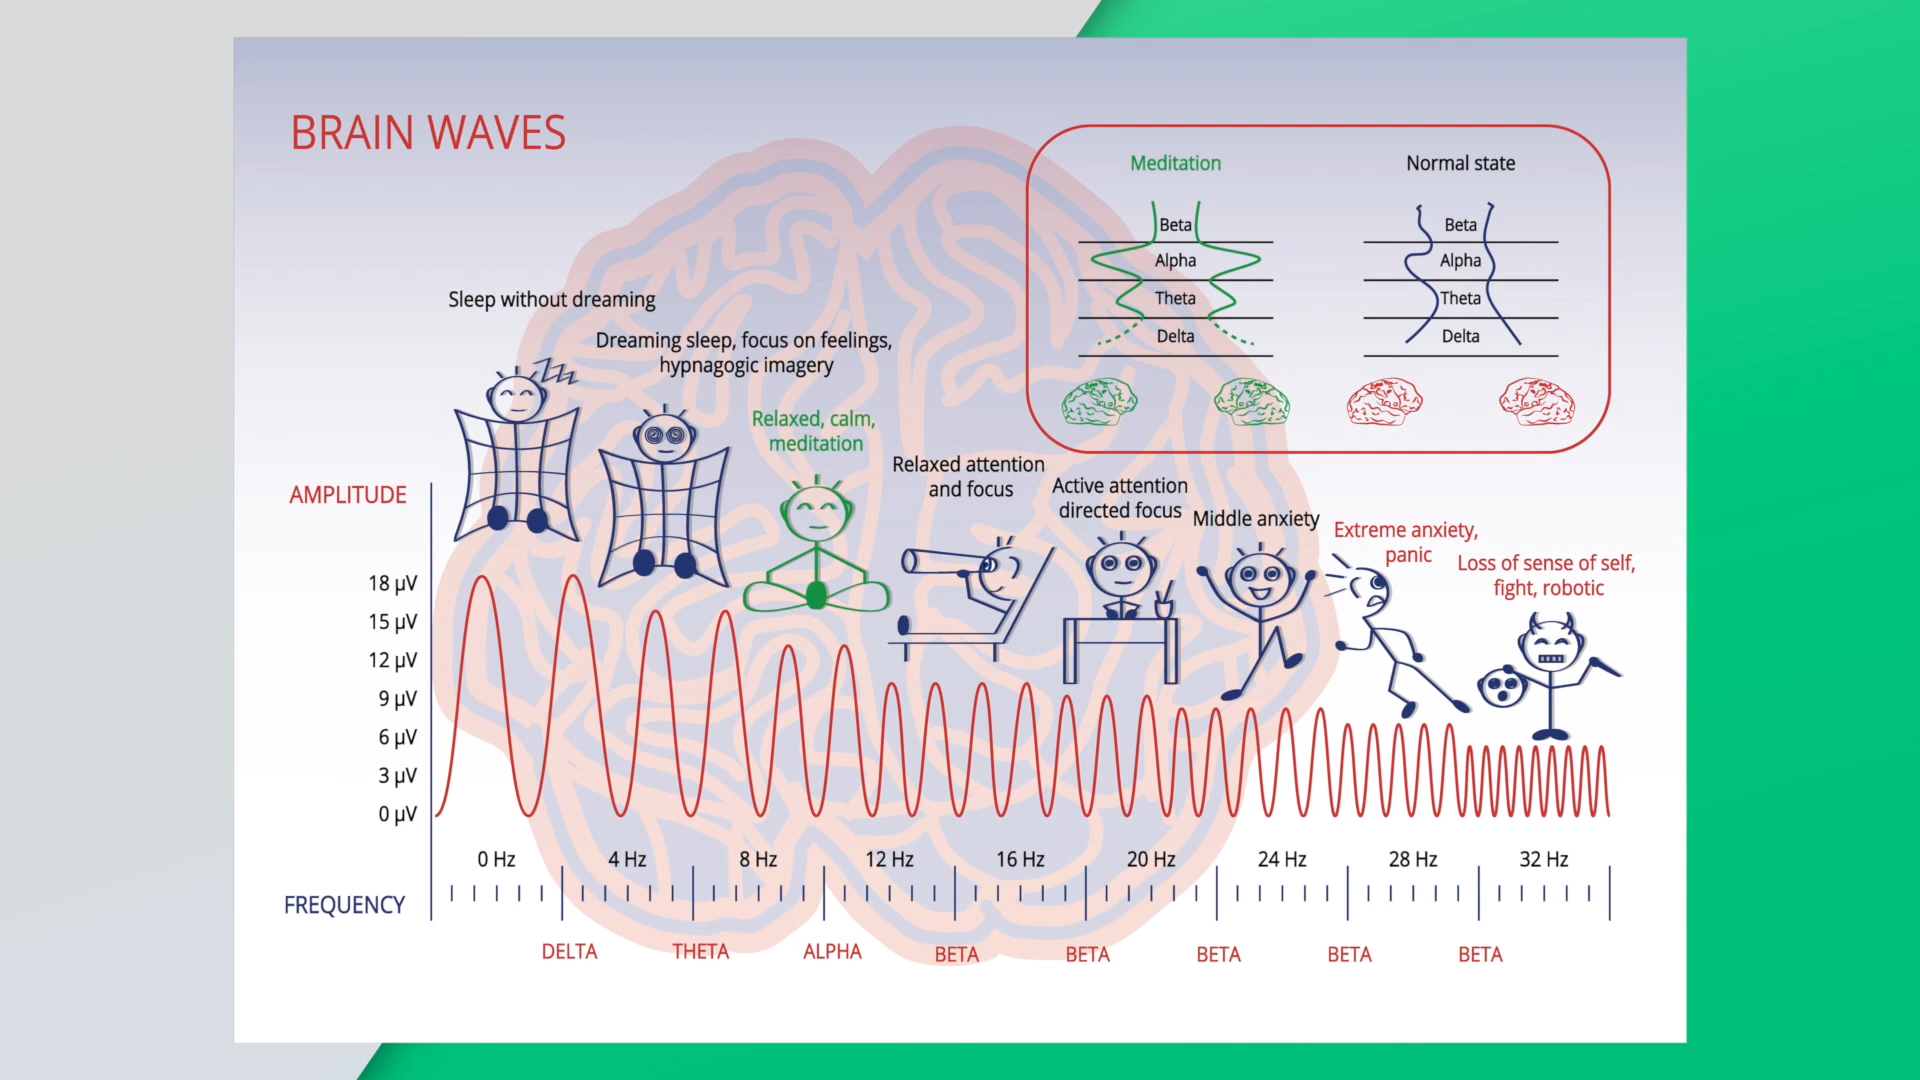 BRAIN WAVES
Meditation
Normal state
Beta
Alpha
Theta
Delta
Beta
Alpha
Theta
Delta
Sleep without dreaming
Dreaming sleep, focus on feelings,
hypnagogic imagery
Relaxed, calm,
meditation
Relaxed attention
and focus
Active attention
directed focus
Middle anxiety
Extreme anxiety,
panic
Loss of sense of self,
fight, robotic
AMPLITUDE
18 µV
15 µV
12 µV
9 µV
6 µV
3 µV
0 µV
0 Hz
4 Hz
8 Hz
12 Hz
16 Hz
20 Hz
24 Hz
28 Hz
32 Hz
FREQUENCY
DELTA
THETA
ALPHA
BETA
BETA
BETA
BETA
BETA